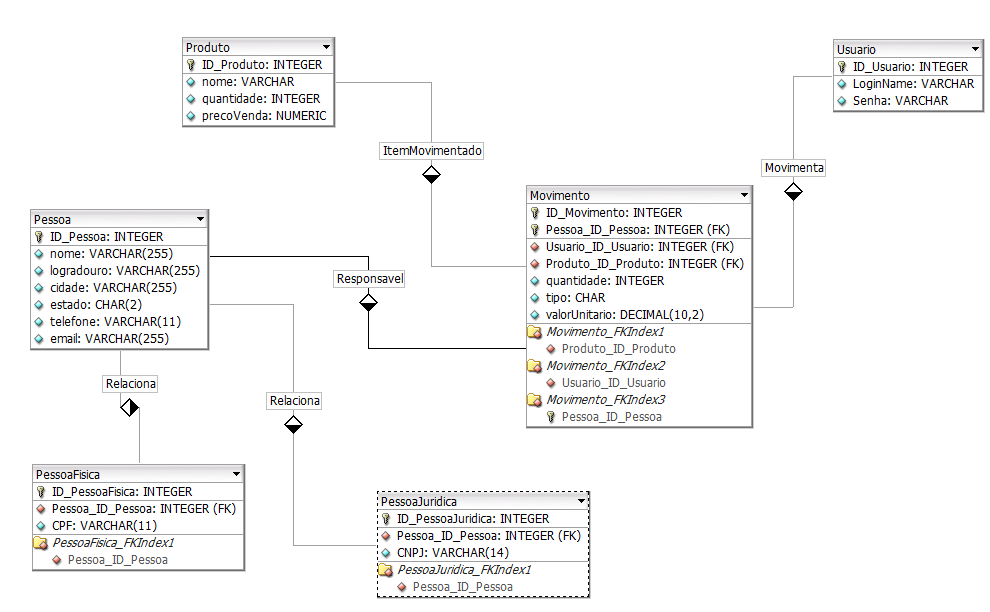 Produto
ID_Produto: INTEGER
nome: VARCHAR
quantidade: INTEGER
precoVenda: NUMERIC
Usuario
ID_Usuario: INTEGER
LoginName: VARCHAR
Senha: VARCHAR
ItemMovimentado
Movimenta
Movimento
ID_Movimento: INTEGER
Pessoa_ID_Pessoa: INTEGER (FK)
Usuario_ID_Usuario: INTEGER (FK)
Produto_ID_Produto: INTEGER (FK)
quantidade: INTEGER
tipo: CHAR
valorUnitario: DECIMAL(10,2)
Movimento_FKIndex1
Produto_ID_Produto
Movimento_FKIndex2
Usuario_ID_Usuario
Movimento_FKIndex3
Pessoa_ID_Pessoa
Pessoa
ID_Pessoa: INTEGER
nome: VARCHAR(255)
logradouro: VARCHAR(255)
cidade: VARCHAR(255)
estado: CHAR(2)
telefone: VARCHAR(11)
email: VARCHAR(255)
Responsavel
Relaciona
Relaciona
PessoaFisica
ID_PessoaFisica: INTEGER
Pessoa_ID_Pessoa: INTEGER (FK)
CPF: VARCHAR(11)
PessoaFisica_FKIndex1
Pessoa_ID_Pessoa
PessoaJuridica
ID_PessoaJuridica: INTEGER
Pessoa_ID_Pessoa: INTEGER (FK)
CNPJ: VARCHAR(14)
PessoaJuridica_FKIndex1
Pessoa_ID_Pessoa